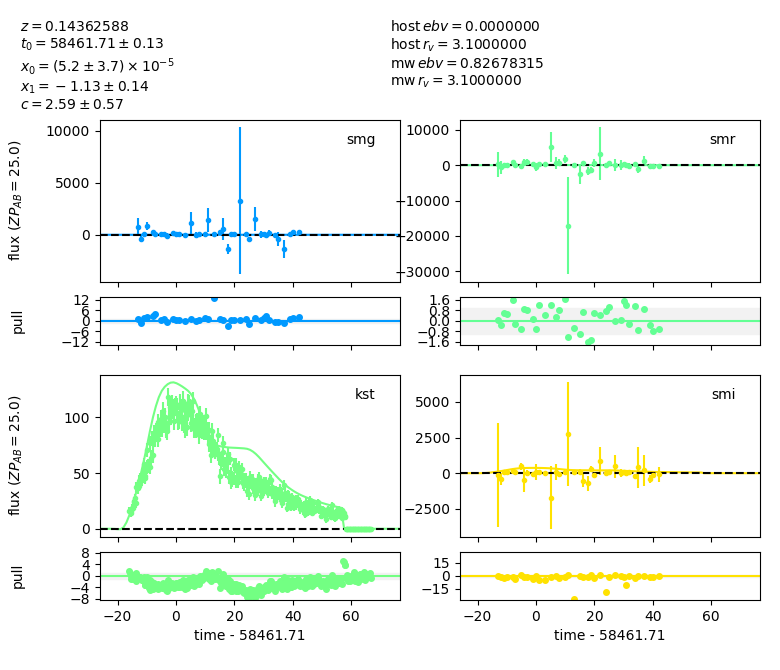 z = 0.14362588
t₀ = 58461.71 ± 0.13
x₀ = (5.2 ± 3.7) × 10⁻⁵
x₁ = −1.13 ± 0.14
c = 2.59 ± 0.57
host ebv = 0.0000000
host r_v = 3.1000000
mw ebv = 0.82678315
mw r_v = 3.1000000
flux (ZP_AB = 25.0)
10000
5000
0
smg
10000
0
−10000
−20000
−30000
smr
pull
12
6
0
−6
−12
1.6
0.8
0.0
−0.8
−1.6
flux (ZP_AB = 25.0)
100
50
0
kst
5000
2500
0
−2500
smi
pull
8
4
0
−4
−8
15
0
−15
−20 0 20 40 60
−20 0 20 40 60
time - 58461.71
time - 58461.71